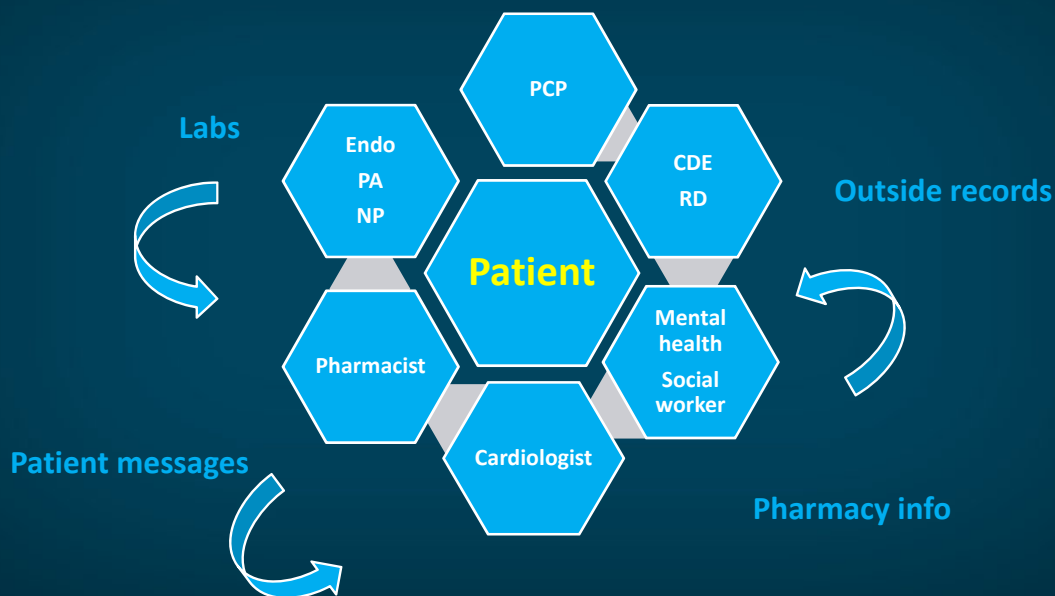 PCP
Labs
Endo
PA
NP
CDE
RD
Outside records
Patient
Mental
health
Social
worker
Pharmacist
Cardiologist
Patient messages
Pharmacy info